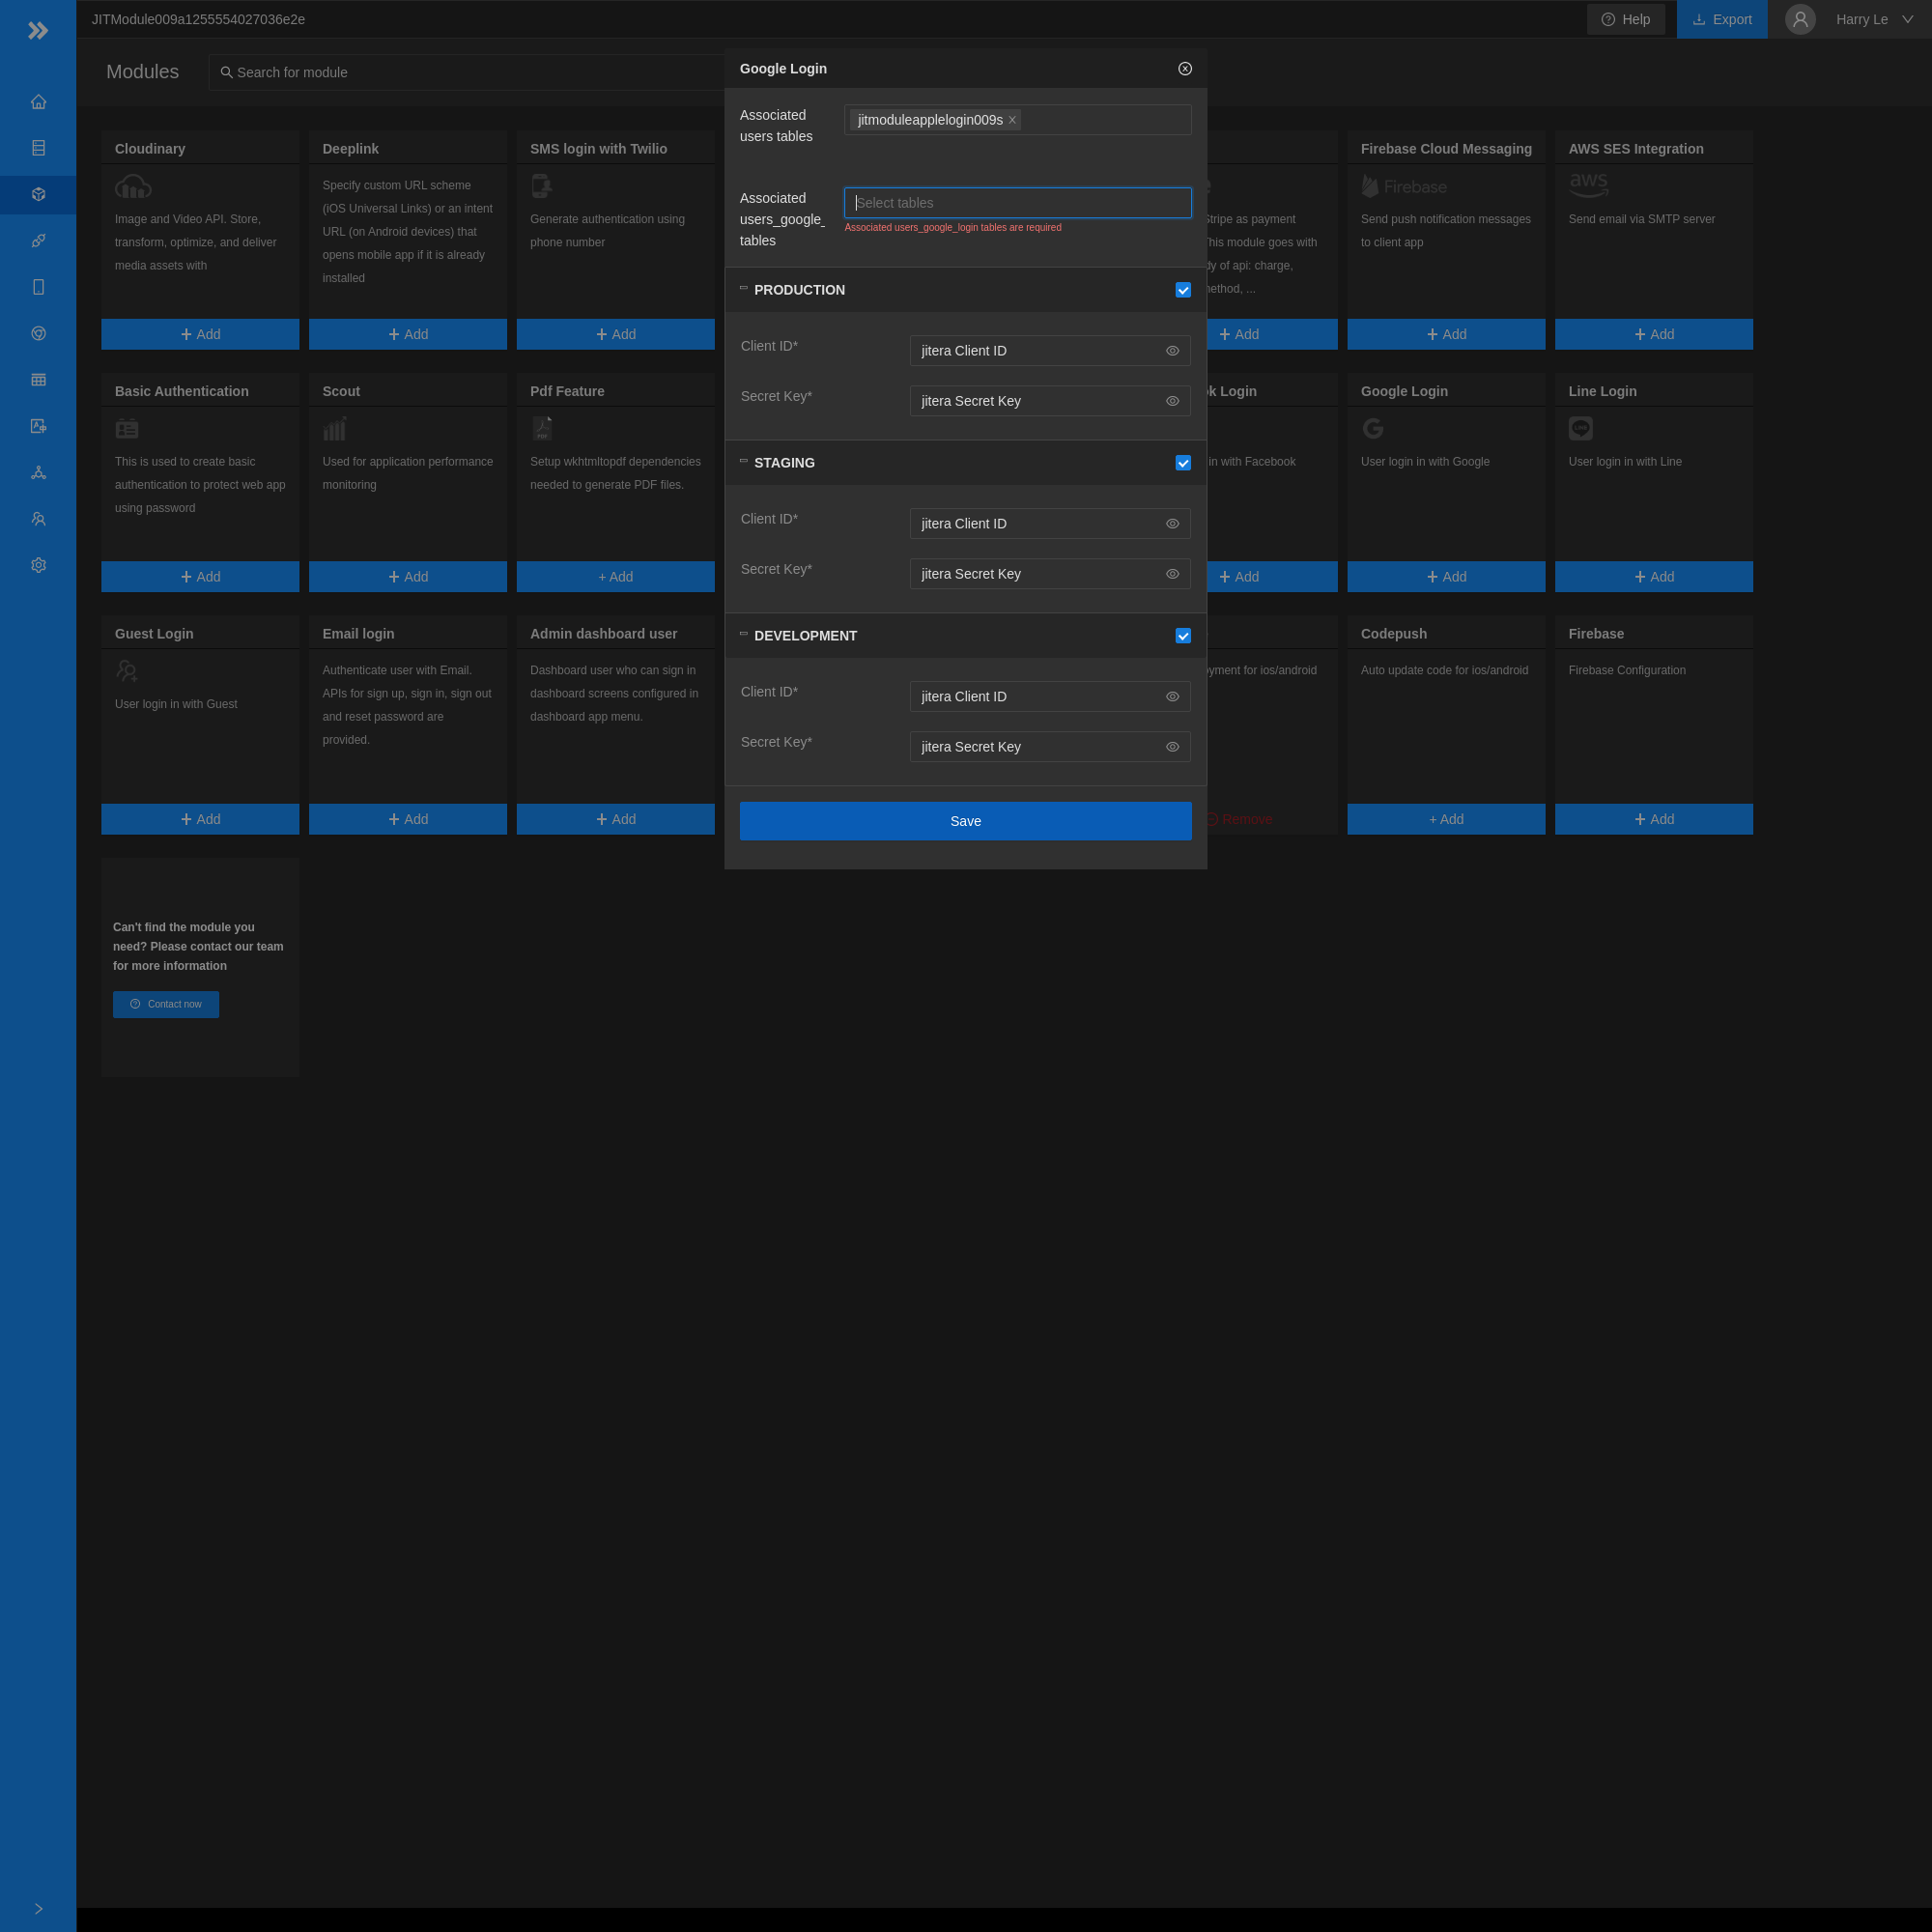 JITModule009a1255554027036e2e
Help
Export
Harry Le
Modules
Search for module
Google Login
Associated
users tables
jitmoduleapplelogin009s
Associated
users_google_
tables
Select tables
Associated users_google_login tables are required
PRODUCTION
Client ID*
jitera Client ID
Secret Key*
jitera Secret Key
STAGING
Client ID*
jitera Client ID
Secret Key*
jitera Secret Key
DEVELOPMENT
Client ID*
jitera Client ID
Secret Key*
jitera Secret Key
Save
Cloudinary
Image and Video API. Store,
transform, optimize, and deliver
media assets with
Add
Deeplink
Specify custom URL scheme
(iOS Universal Links) or an intent
URL (on Android devices) that
opens mobile app if it is already
installed
Add
SMS login with Twilio
Generate authentication using
phone number
Add
Stripe as payment
This module goes with
dy of api: charge,
method, ...
Add
Firebase Cloud Messaging
Firebase
Send push notification messages
to client app
Add
AWS SES Integration
aws
Send email via SMTP server
Add
Basic Authentication
This is used to create basic
authentication to protect web app
using password
Add
Scout
Used for application performance
monitoring
Add
Pdf Feature
PDF
Setup wkhtmltopdf dependencies
needed to generate PDF files.
+ Add
ok Login
in with Facebook
Add
Google Login
User login in with Google
Add
Line Login
LINE
User login in with Line
Add
Guest Login
User login in with Guest
Add
Email login
Authenticate user with Email.
APIs for sign up, sign in, sign out
and reset password are
provided.
Add
Admin dashboard user
Dashboard user who can sign in
dashboard screens configured in
dashboard app menu.
Add
oyment for ios/android
Remove
Codepush
Auto update code for ios/android
+ Add
Firebase
Firebase Configuration
Add
Can't find the module you
need? Please contact our team
for more information
Contact now